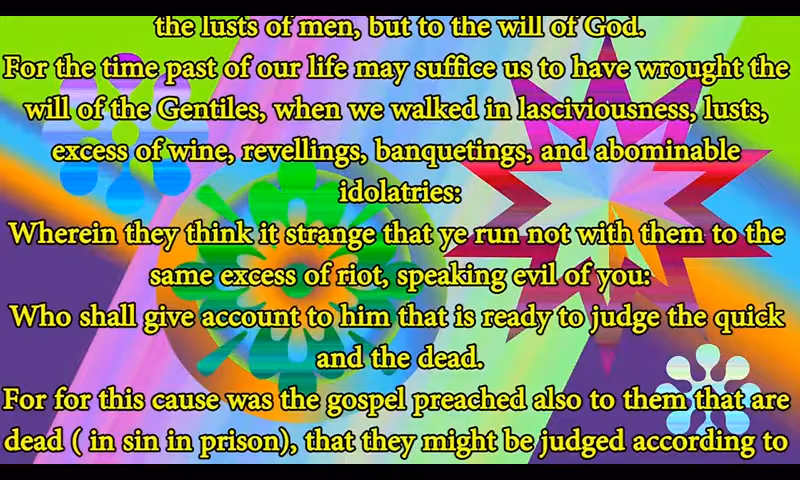 the lusts of men, but to the will of God.
For the time past of our life may suffice us to have wrought the
will of the Gentiles, when we walked in lasciviousness, lusts,
excess of wine, revellings, banquetings, and abominable
idolatries:
Wherein they think it strange that ye run not with them to the
same excess of riot, speaking evil of you:
Who shall give account to him that is ready to judge the quick
and the dead.
For for this cause was the gospel preached also to them that are
dead ( in sin in prison), that they might be judged according to